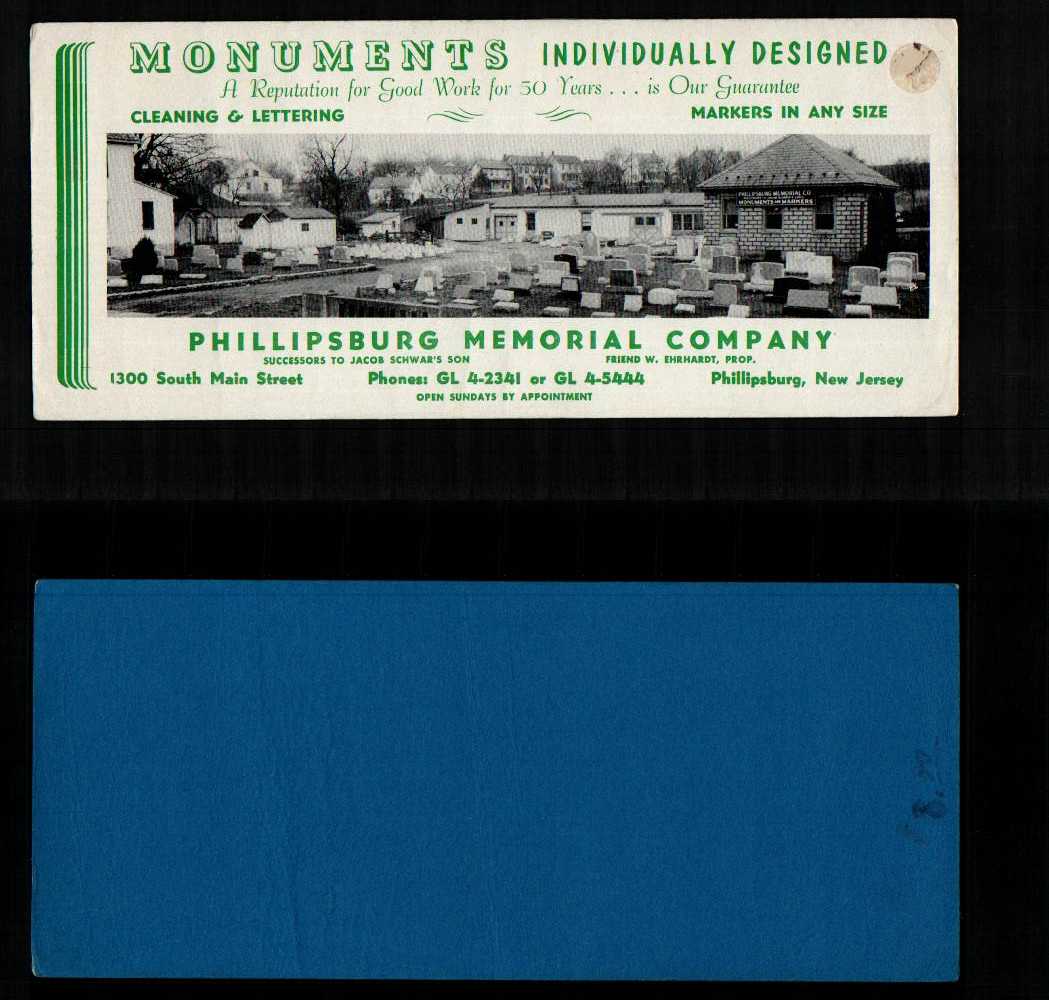 MONUMENTS INDIVIDUALLY DESIGNED
A Reputation for Good Work for 50 Years . . . is Our Guarantee
CLEANING & LETTERING MARKERS IN ANY SIZE
PHILLIPSBURG MEMORIAL CO
MONUMENTS AND MARKERS
PHILLIPSBURG MEMORIAL COMPANY
SUCCESSORS TO JACOB SCHWAR'S SON FRIEND W. EHRHARDT, PROP.
1300 South Main Street Phones: GL 4-2341 or GL 4-5444 Phillipsburg, New Jersey
OPEN SUNDAYS BY APPOINTMENT